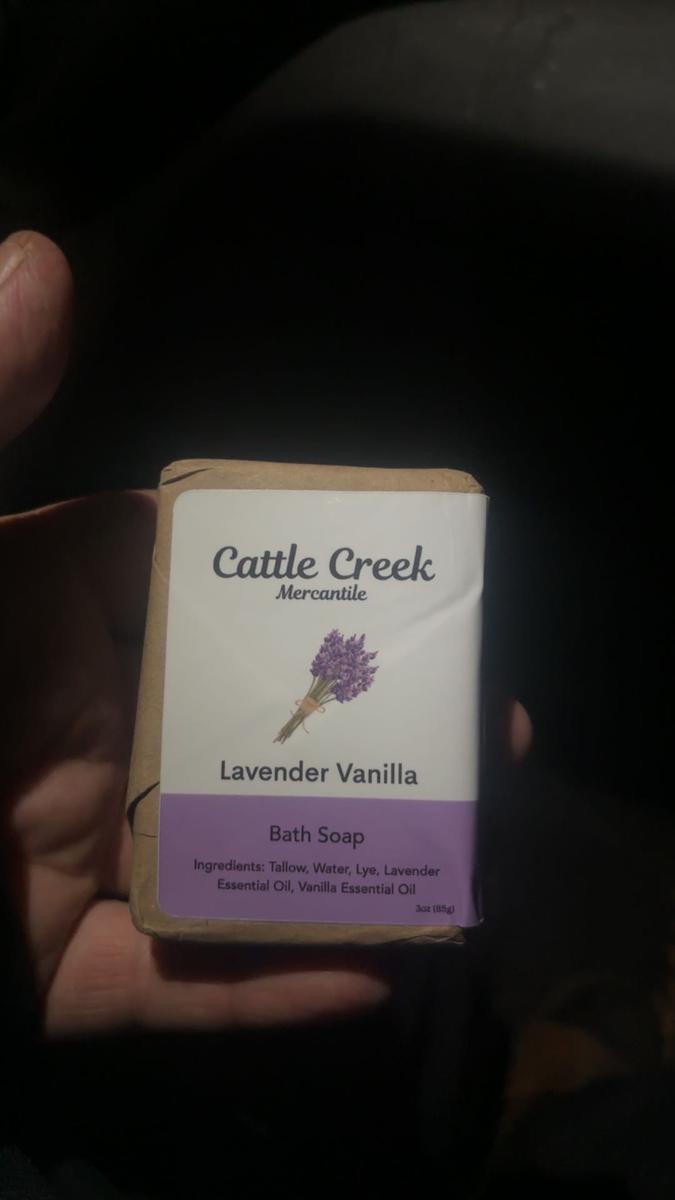 Cattle Creek
Mercantile
Lavender Vanilla
Bath Soap
Ingredients: Tallow, Water, Lye, Lavender
Essential Oil, Vanilla Essential Oil
3oz (85g)